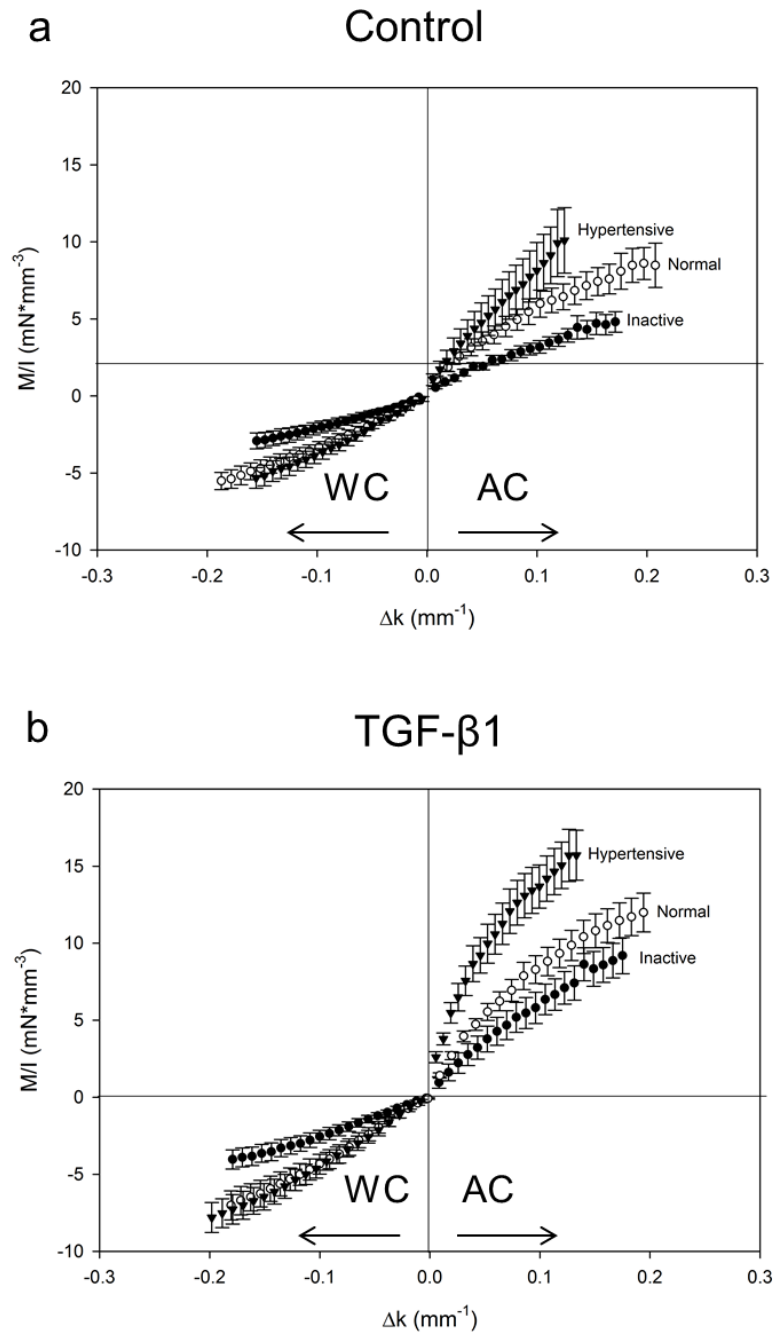 a
Control
20
15
10
5
0
-5
-10
M/I (mN*mm-3)
Hypertensive
Normal
Inactive
WC
AC
-0.3 -0.2 -0.1 0.0 0.1 0.2 0.3
Δk (mm-1)
b
TGF-β1
20
15
10
5
0
-5
-10
M/I (mN*mm-3)
Hypertensive
Normal
Inactive
WC
AC
-0.3 -0.2 -0.1 0.0 0.1 0.2 0.3
Δk (mm-1)